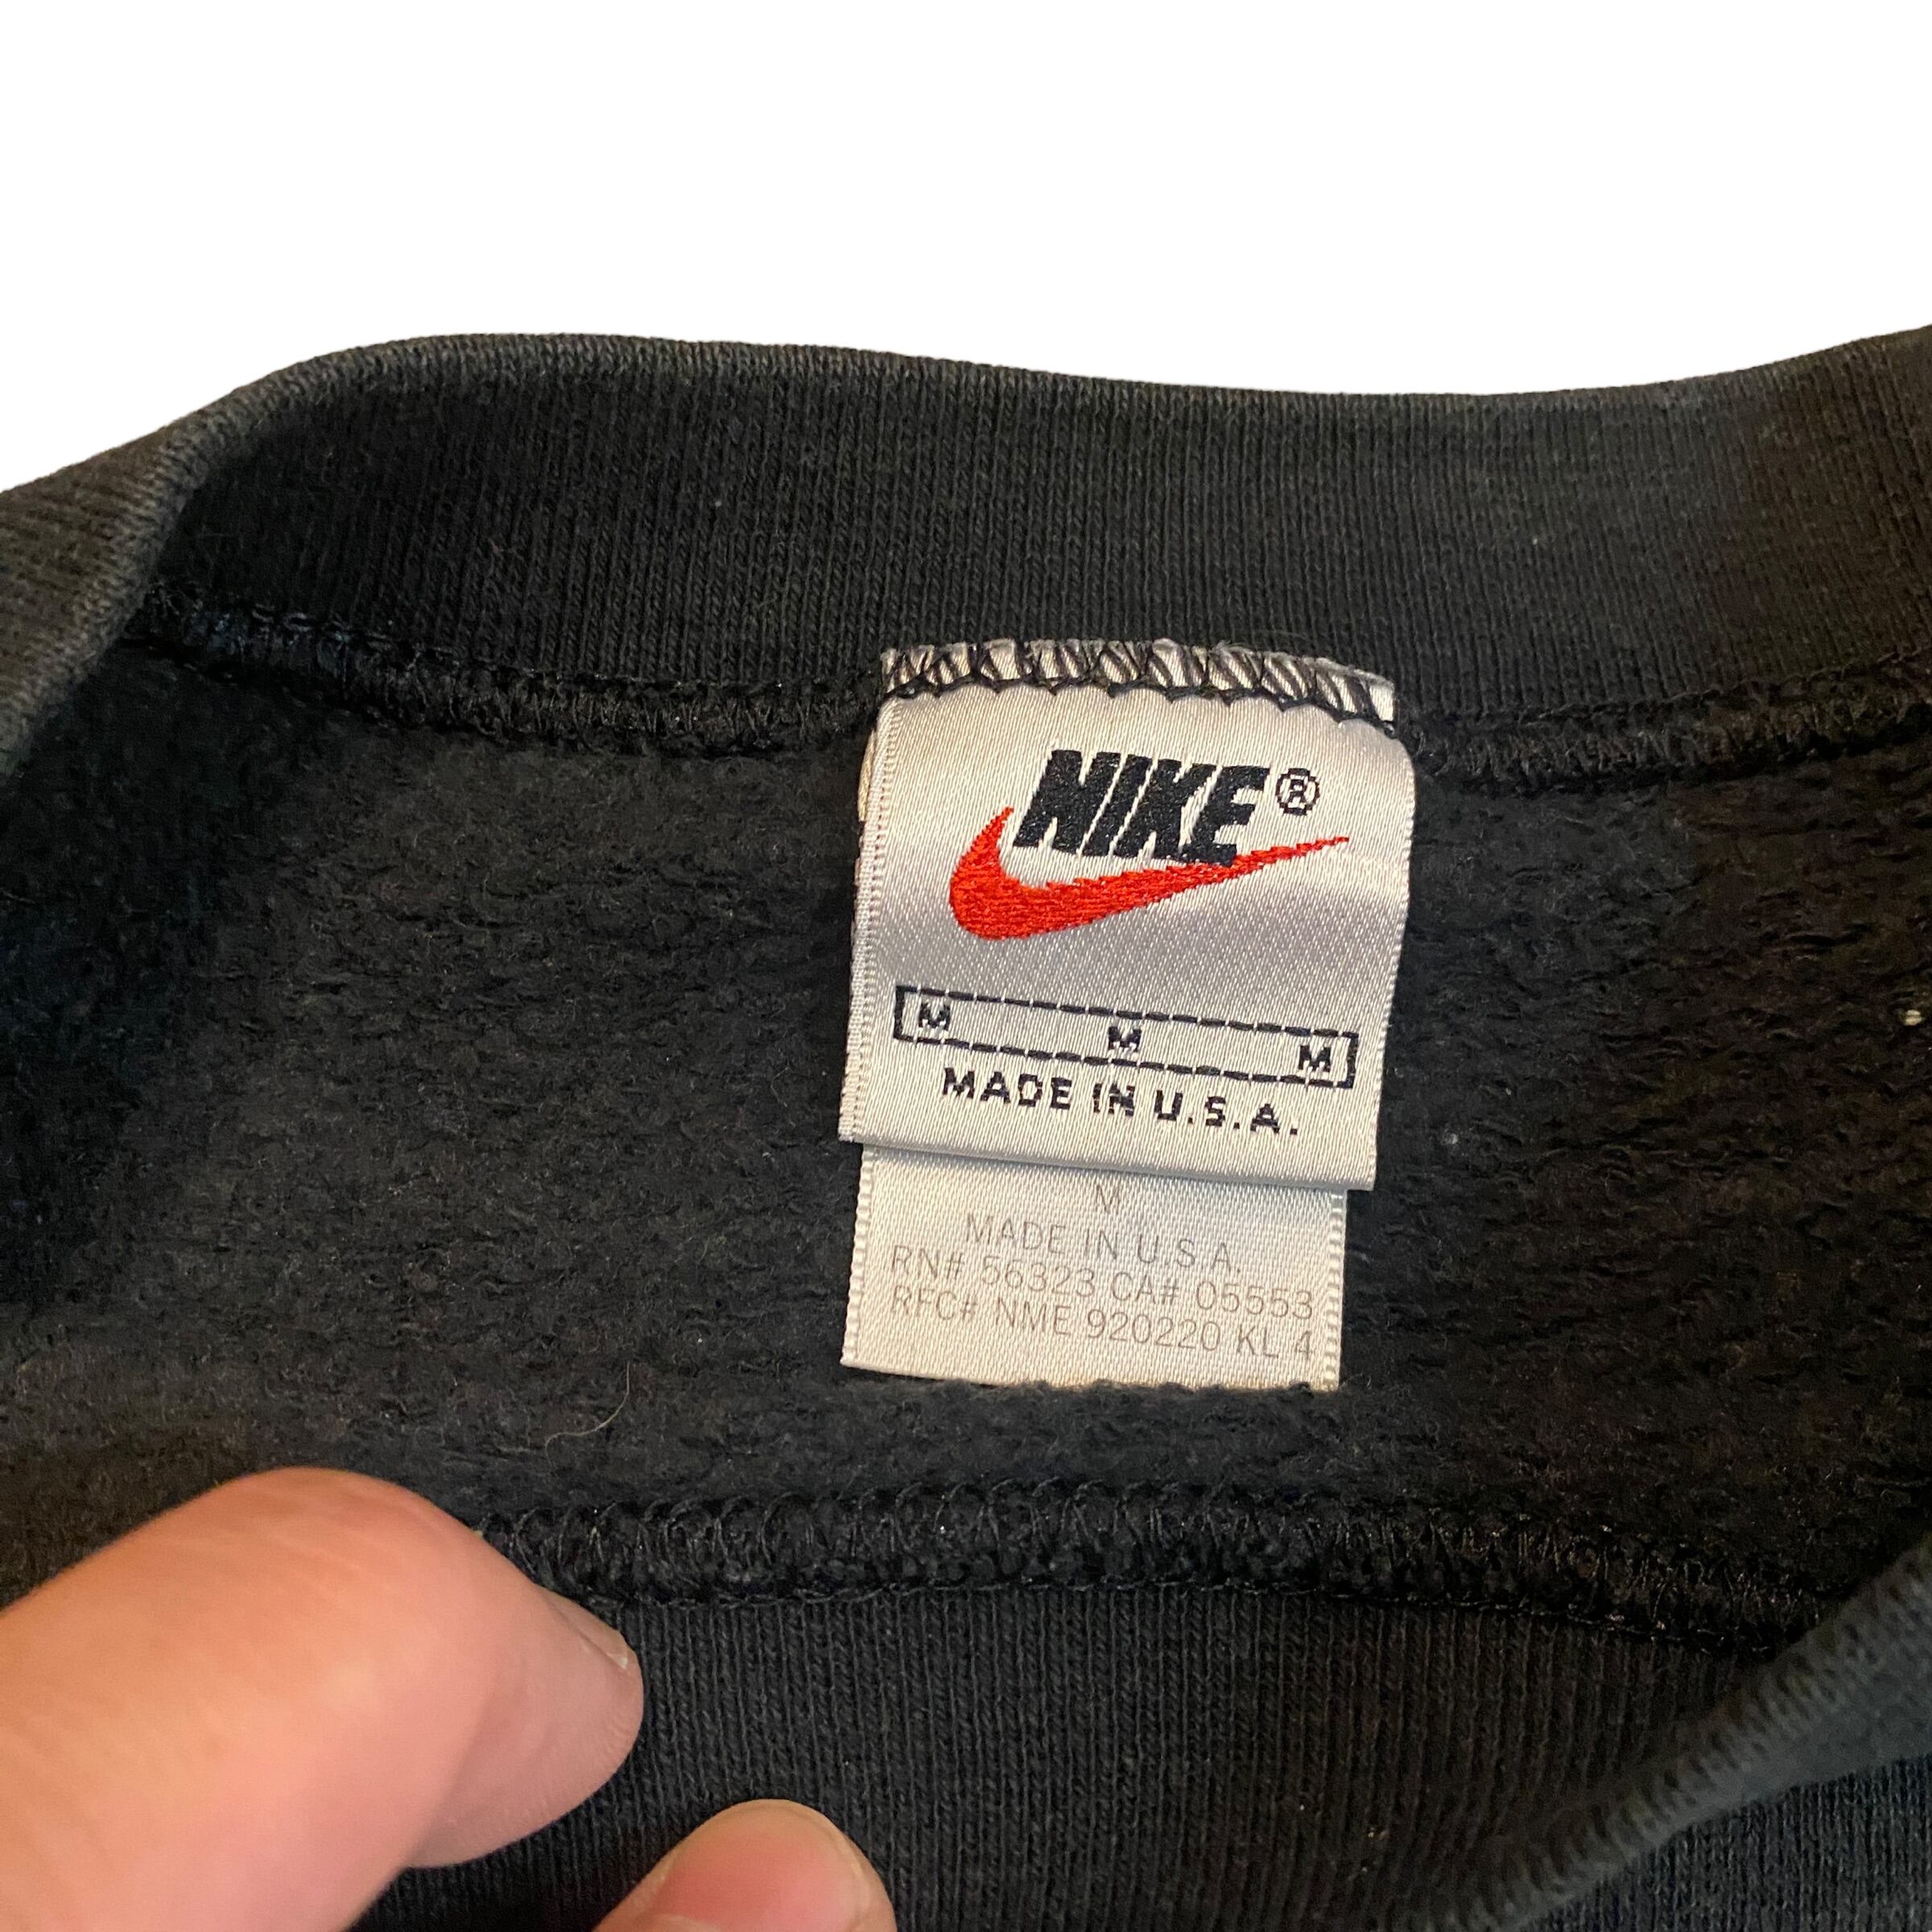 NIKE®
M M M
MADE IN U.S.A.
M
MADE IN U.S.A.
RN# 56323 CA# 05553
RFC# NME 920220 KL 4